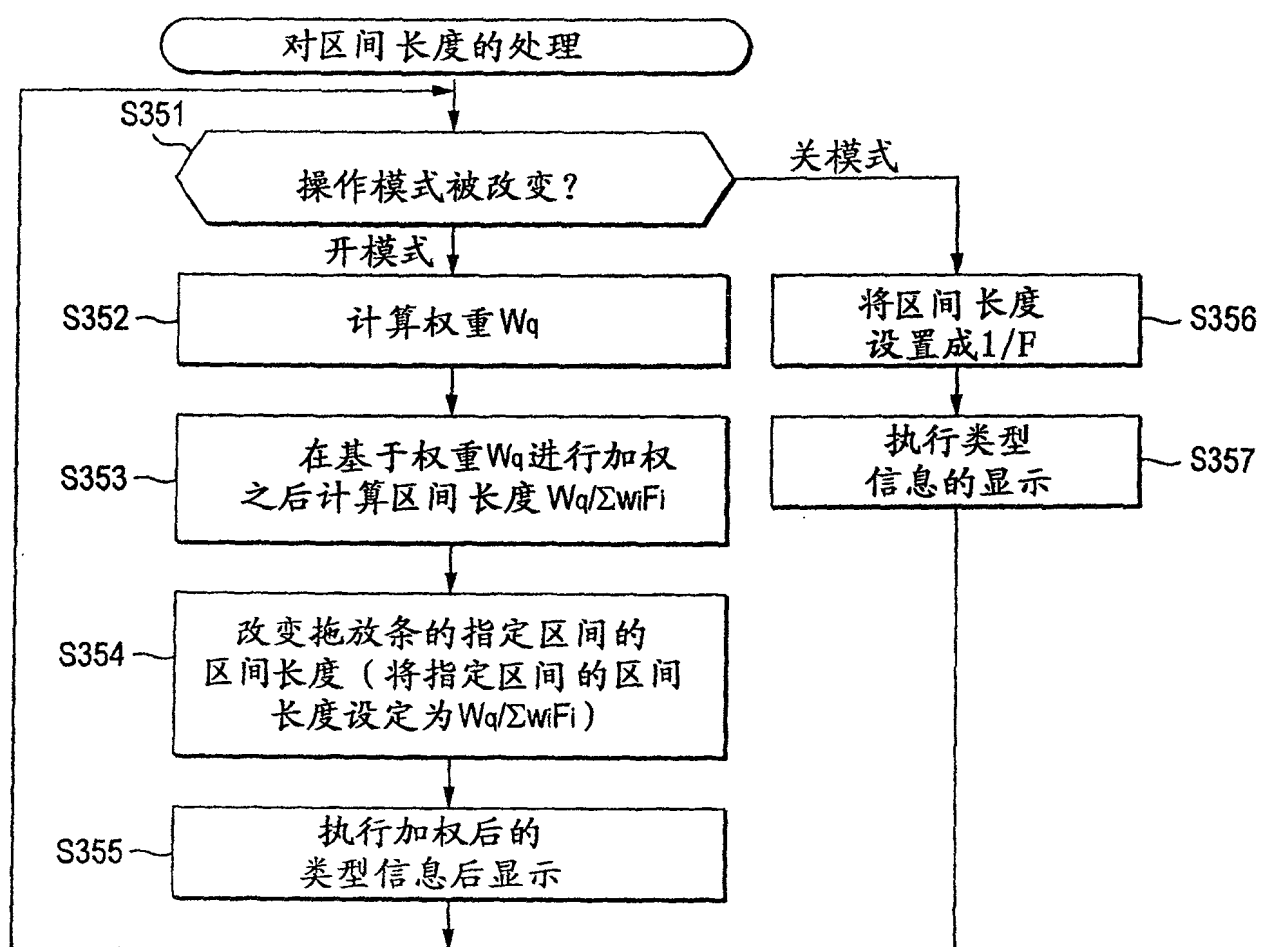 对区间长度的处理
S351
操作模式被改变?
关模式
开模式
S352
计算权重Wq
将区间长度
设置成1/F
S356
S353
在基于权重Wq进行加权
之后计算区间长度Wq/ΣwiFi
执行类型
信息的显示
S357
S354
改变拖放条的指定区间的
区间长度(将指定区间的区间
长度设定为Wq/ΣwiFi)
S355
执行加权后的
类型信息后显示